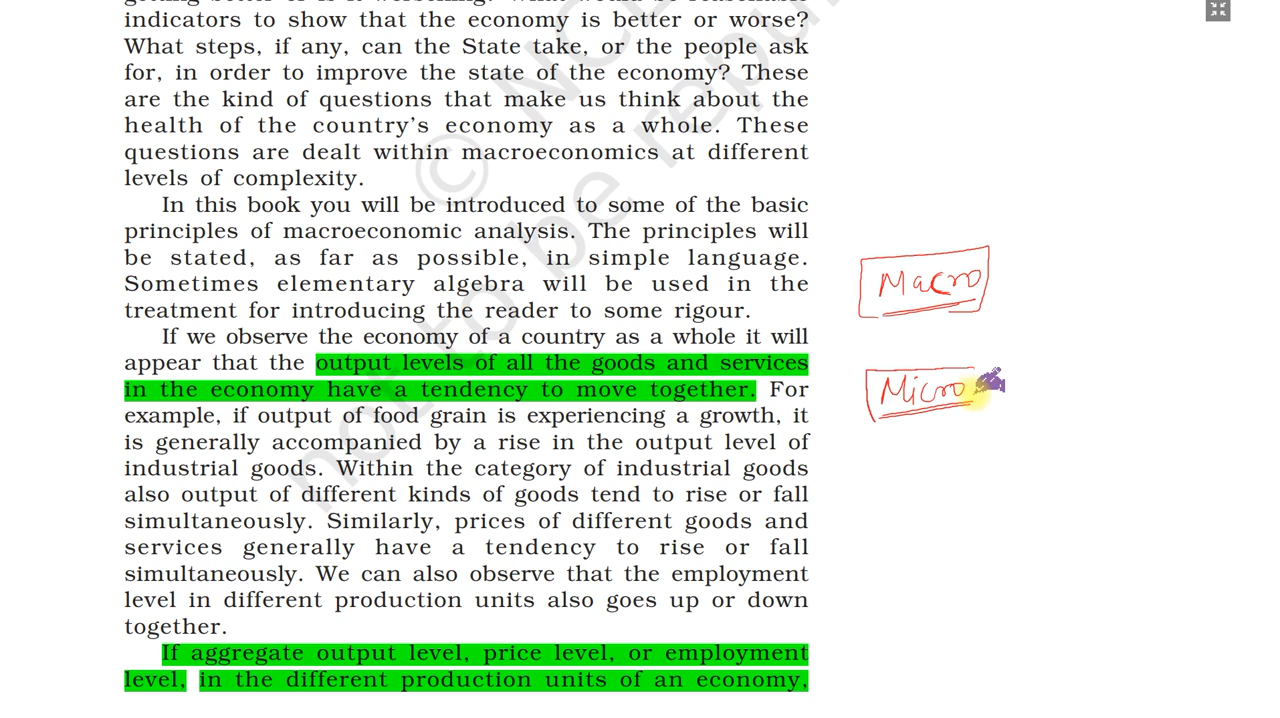 indicators to show that the economy is better or worse?
What steps, if any, can the State take, or the people ask
for, in order to improve the state of the economy? These
are the kind of questions that make us think about the
health of the country's economy as a whole. These
questions are dealt within macroeconomics at different
levels of complexity.
In this book you will be introduced to some of the basic
principles of macroeconomic analysis. The principles will
be stated, as far as possible, in simple language.
Sometimes elementary algebra will be used in the
treatment for introducing the reader to some rigour.
If we observe the economy of a country as a whole it will
appear that the output levels of all the goods and services
in the economy have a tendency to move together. For
example, if output of food grain is experiencing a growth, it
is generally accompanied by a rise in the output level of
industrial goods. Within the category of industrial goods
also output of different kinds of goods tend to rise or fall
simultaneously. Similarly, prices of different goods and
services generally have a tendency to rise or fall
simultaneously. We can also observe that the employment
level in different production units also goes up or down
together.
If aggregate output level, price level, or employment
level, in the different production units of an economy,
Macro
Micro
© NC
not to be repu